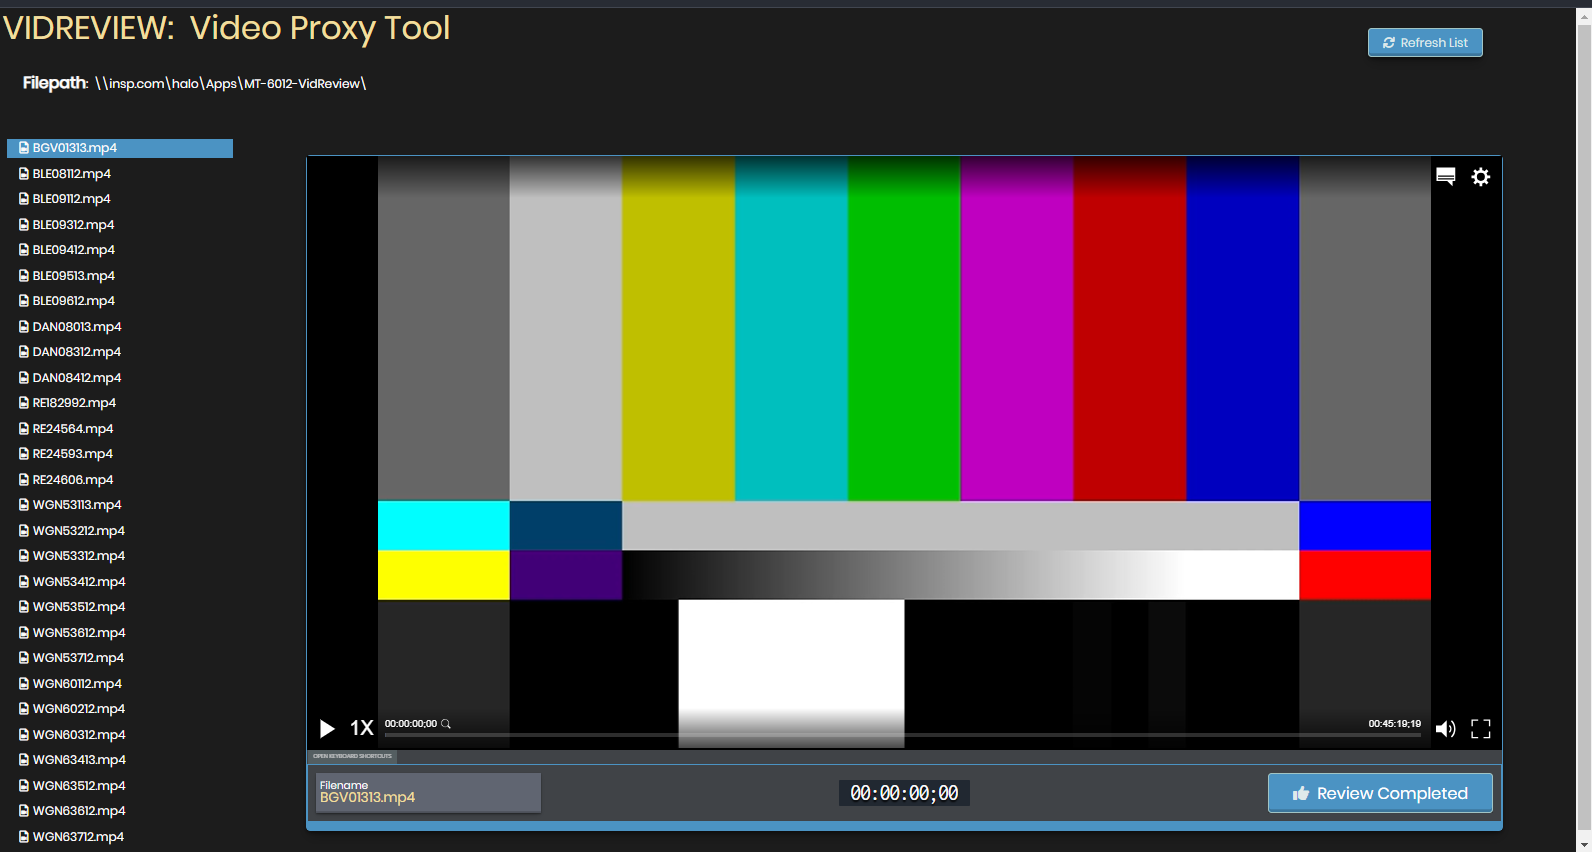 VIDREVIEW: Video Proxy Tool
Refresh List
Filepath: \\insp.com\halo\Apps\MT-6012-VidReview\
BGV01313.mp4
BLE08112.mp4
BLE09112.mp4
BLE09312.mp4
BLE09412.mp4
BLE09513.mp4
BLE09612.mp4
DAN08013.mp4
DAN08312.mp4
DAN08412.mp4
RE182992.mp4
RE24564.mp4
RE24593.mp4
RE24606.mp4
WGN53113.mp4
WGN53212.mp4
WGN53312.mp4
WGN53412.mp4
WGN53512.mp4
WGN53612.mp4
WGN53712.mp4
WGN60112.mp4
WGN60212.mp4
WGN60312.mp4
WGN63413.mp4
WGN63512.mp4
WGN63612.mp4
WGN63712.mp4
1X
00:00:00;00
00:45:19;19
OPEN KEYBOARD SHORTCUTS
Filename
BGV01313.mp4
00:00:00;00
Review Completed